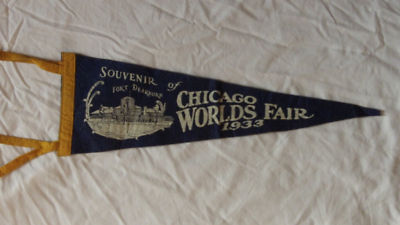 SOUVENIR of
FORT DEARBORN
CHICAGO
WORLDS FAIR
1933